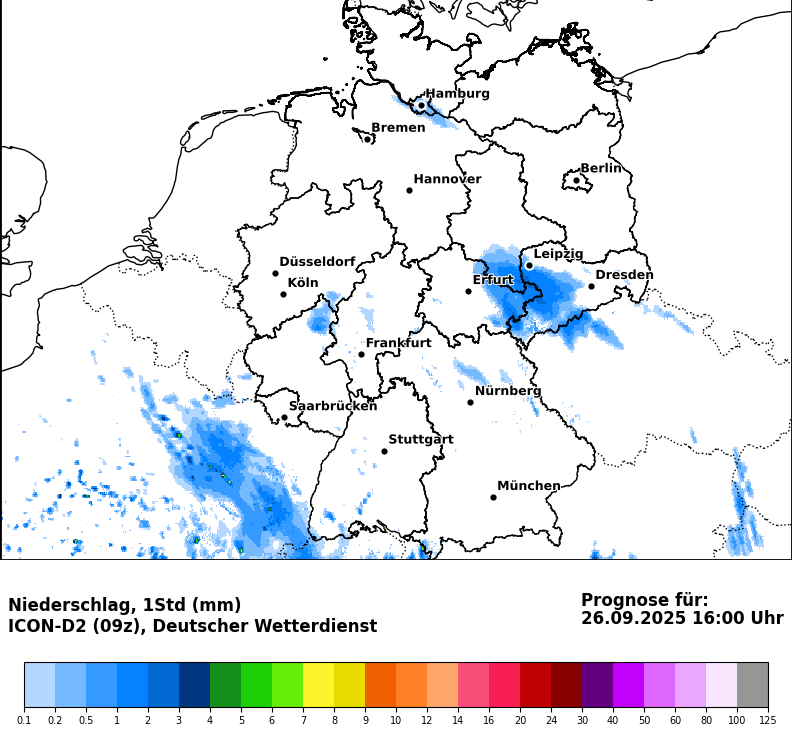 Hamburg
Bremen
Berlin
Hannover
Leipzig
Düsseldorf
Dresden
Köln
Erfurt
Frankfurt
Nürnberg
Saarbrücken
Stuttgart
München
Niederschlag, 1Std (mm)
ICON-D2 (09z), Deutscher Wetterdienst
Prognose für:
26.09.2025 16:00 Uhr
0.1 0.2 0.5 1 2 3 4 5 6 7 8 9 10 12 14 16 20 24 30 40 50 60 80 100 125